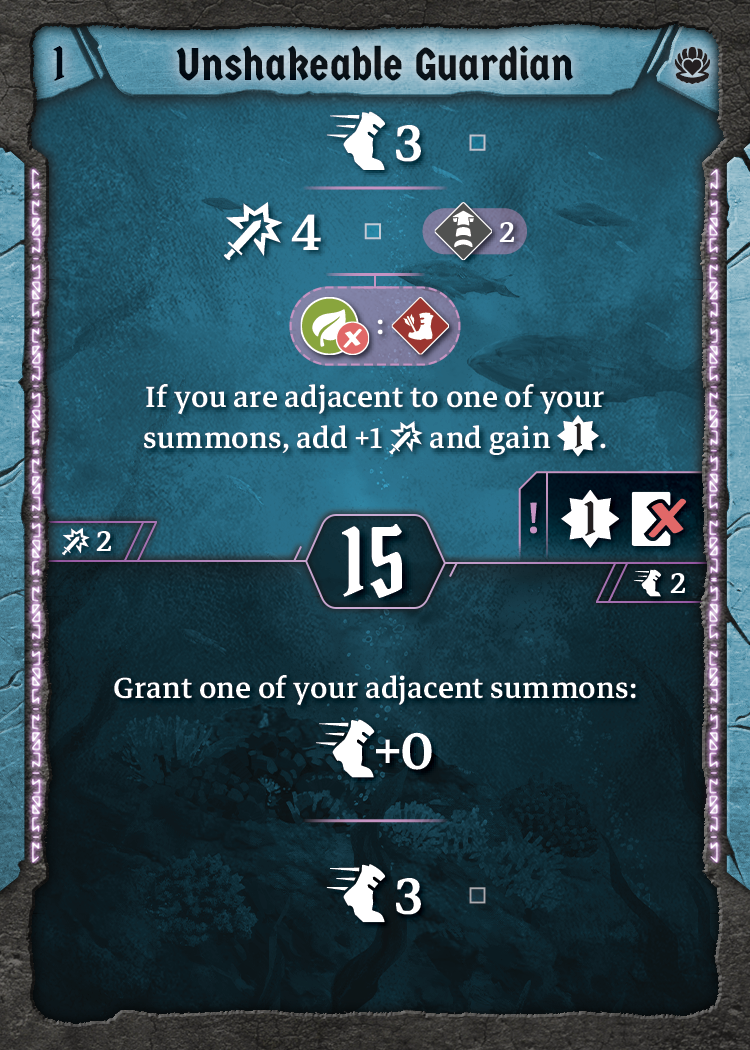 1
Unshakeable Guardian
3
4
2
:
If you are adjacent to one of your
summons, add +1 and gain 1.
2
15
! 1
2
Grant one of your adjacent summons:
+0
3